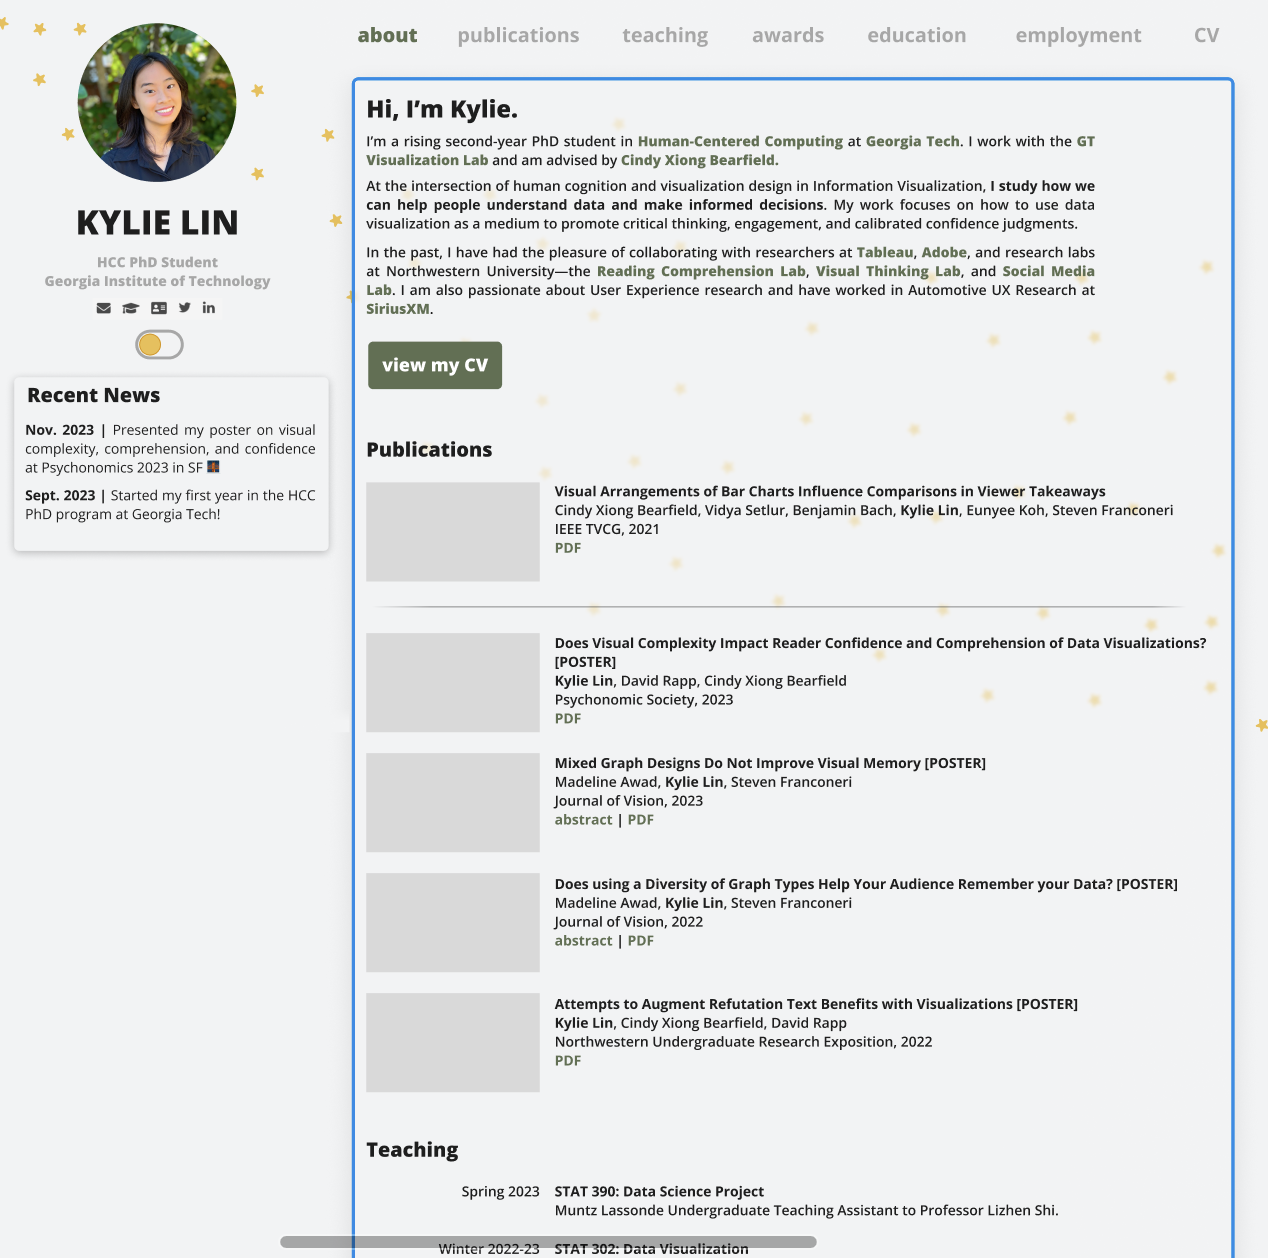 about publications teaching awards education employment CV
KYLIE LIN
HCC PhD Student
Georgia Institute of Technology
Recent News
Nov. 2023 | Presented my poster on visual
complexity, comprehension, and confidence
at Psychonomics 2023 in SF
Sept. 2023 | Started my first year in the HCC
PhD program at Georgia Tech!
Hi, I’m Kylie.
I’m a rising second-year PhD student in Human-Centered Computing at Georgia Tech. I work with the GT
Visualization Lab and am advised by Cindy Xiong Bearfield.
At the intersection of human cognition and visualization design in Information Visualization, I study how we
can help people understand data and make informed decisions. My work focuses on how to use data
visualization as a medium to promote critical thinking, engagement, and calibrated confidence judgments.
In the past, I have had the pleasure of collaborating with researchers at Tableau, Adobe, and research labs
at Northwestern University—the Reading Comprehension Lab, Visual Thinking Lab, and Social Media
Lab. I am also passionate about User Experience research and have worked in Automotive UX Research at
SiriusXM.
view my CV
Publications
Visual Arrangements of Bar Charts Influence Comparisons in Viewer Takeaways
Cindy Xiong Bearfield, Vidya Setlur, Benjamin Bach, Kylie Lin, Eunyee Koh, Steven Franconeri
IEEE TVCG, 2021
PDF
Does Visual Complexity Impact Reader Confidence and Comprehension of Data Visualizations?
[POSTER]
Kylie Lin, David Rapp, Cindy Xiong Bearfield
Psychonomic Society, 2023
PDF
Mixed Graph Designs Do Not Improve Visual Memory [POSTER]
Madeline Awad, Kylie Lin, Steven Franconeri
Journal of Vision, 2023
abstract | PDF
Does using a Diversity of Graph Types Help Your Audience Remember your Data? [POSTER]
Madeline Awad, Kylie Lin, Steven Franconeri
Journal of Vision, 2022
abstract | PDF
Attempts to Augment Refutation Text Benefits with Visualizations [POSTER]
Kylie Lin, Cindy Xiong Bearfield, David Rapp
Northwestern Undergraduate Research Exposition, 2022
PDF
Teaching
Spring 2023 STAT 390: Data Science Project
Muntz Lassonde Undergraduate Teaching Assistant to Professor Lizhen Shi.
Winter 2022-23 STAT 302: Data Visualization